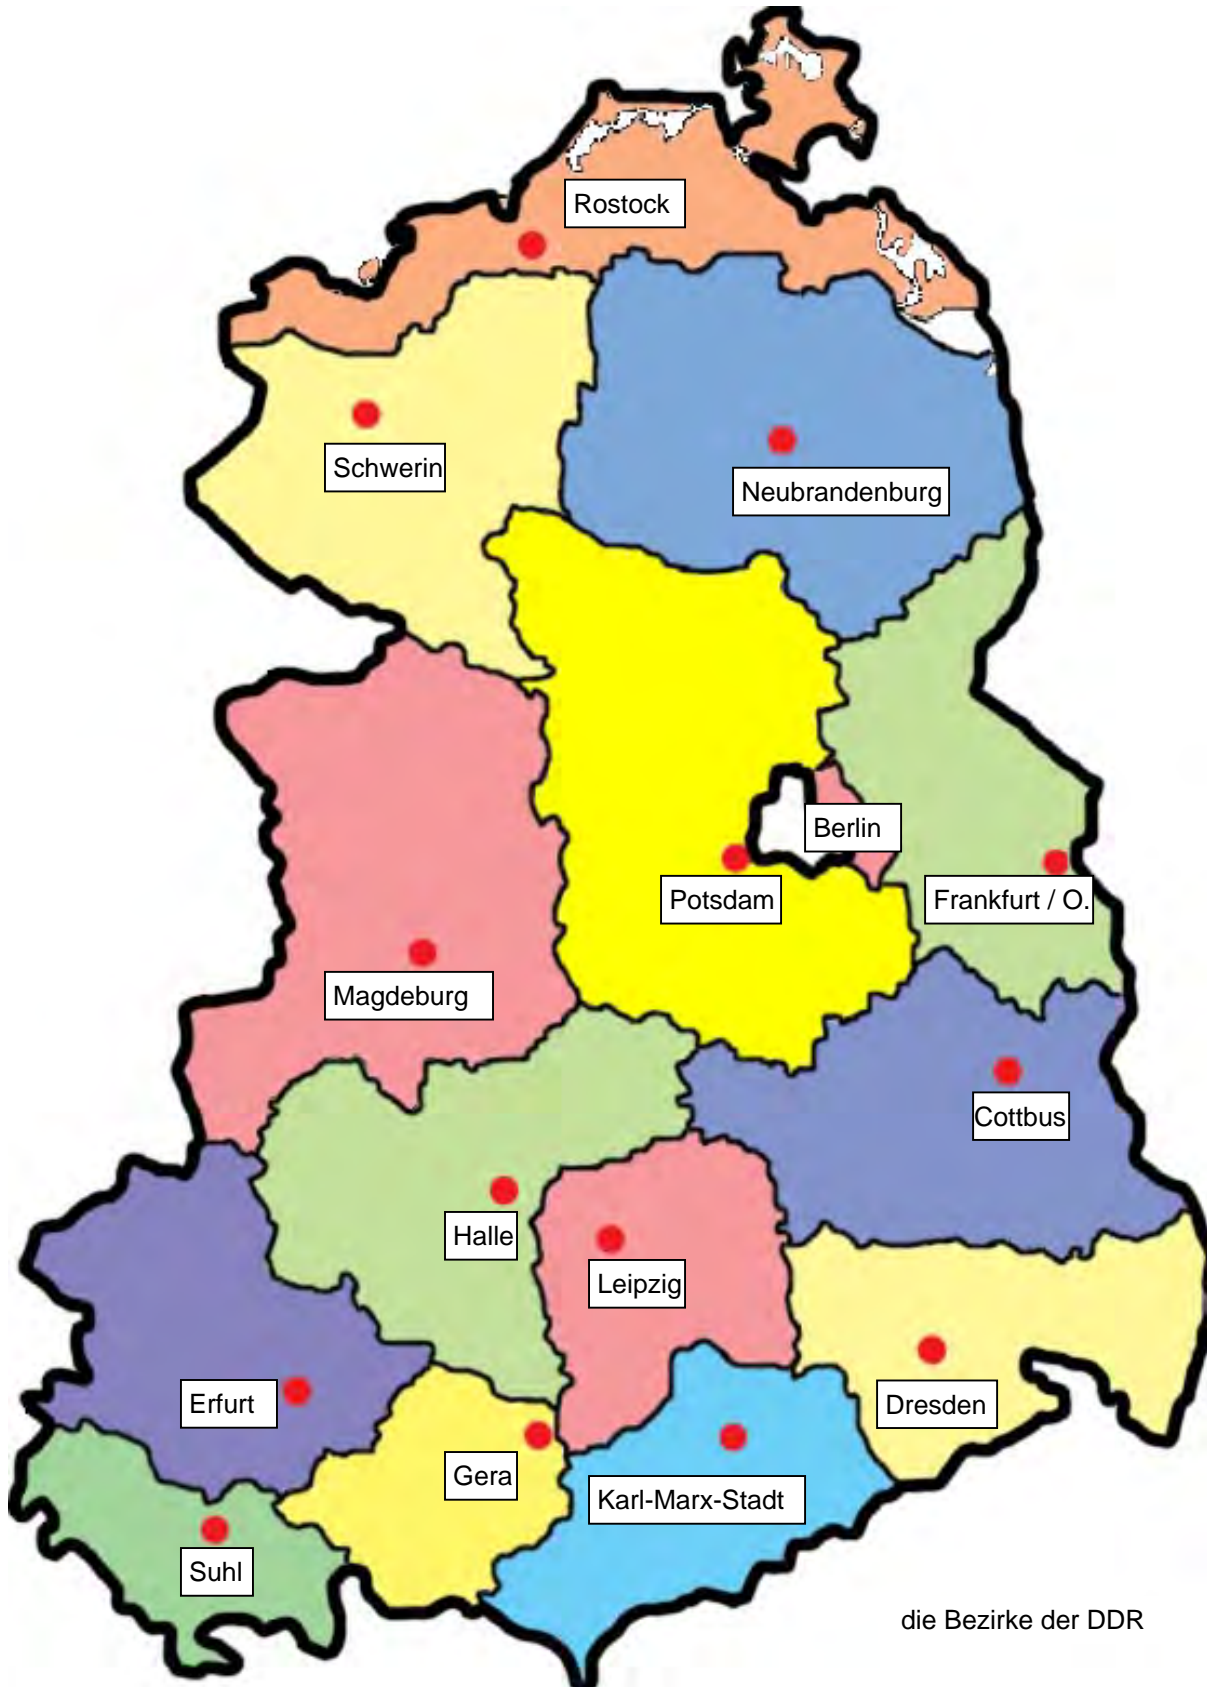 Rostock
Schwerin
Neubrandenburg
Berlin
Potsdam
Frankfurt / O.
Magdeburg
Cottbus
Halle
Leipzig
Erfurt
Dresden
Gera
Karl-Marx-Stadt
Suhl
die Bezirke der DDR